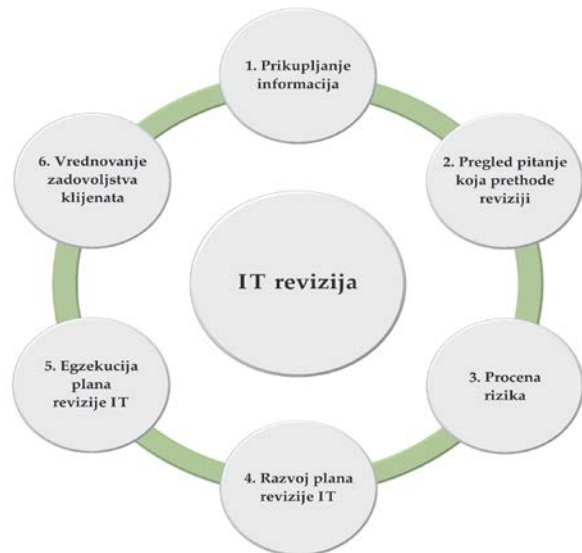 1. Prikupljanje
informacija
2. Pregled pitanje
koja prethode
reviziji
3. Procena
rizika
4. Razvoj plana
revizije IT
5. Egzekucija
plana
revizije IT
6. Vrednovanje
zadovoljstva
klijenata
IT revizija